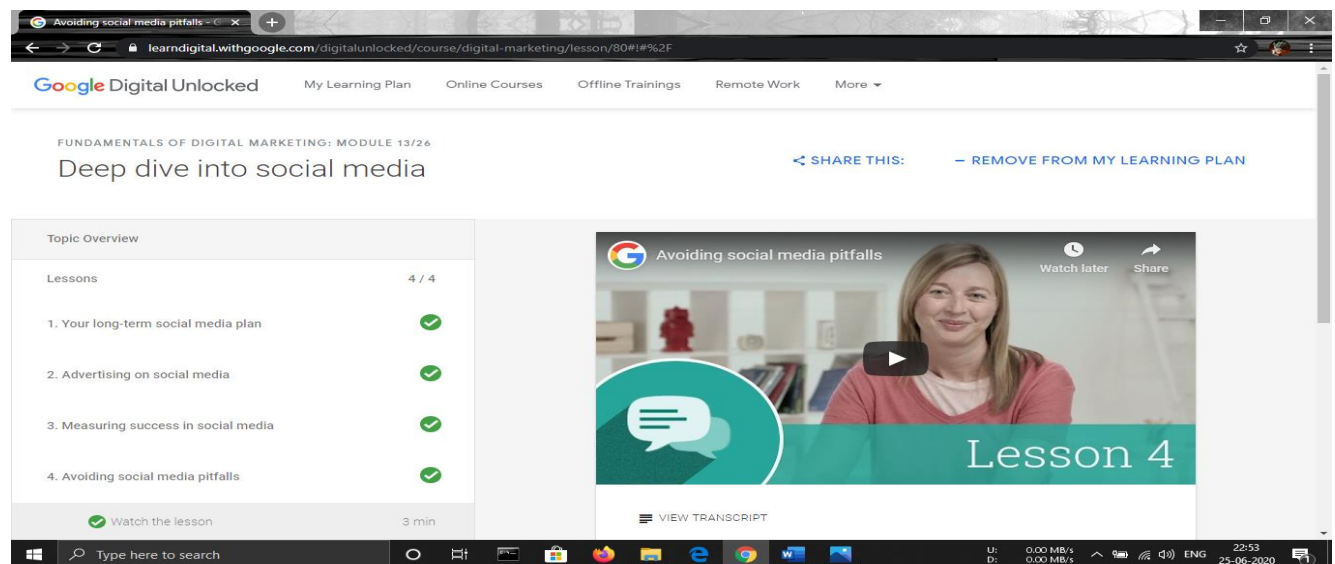 Avoiding social media pitfalls - G
learndigital.withgoogle.com/digitalunlocked/course/digital-marketing/lesson/80#!#%2F
Google Digital Unlocked My Learning Plan Online Courses Offline Trainings Remote Work More
FUNDAMENTALS OF DIGITAL MARKETING: MODULE 13/26
Deep dive into social media
SHARE THIS: − REMOVE FROM MY LEARNING PLAN
Topic Overview
Lessons 4 / 4
1. Your long-term social media plan
2. Advertising on social media
3. Measuring success in social media
4. Avoiding social media pitfalls
Watch the lesson 3 min
Avoiding social media pitfalls
Watch later Share
Lesson 4
VIEW TRANSCRIPT
Type here to search
U: 0.00 MB/s
D: 0.00 MB/s
ENG
22:53
25-06-2020